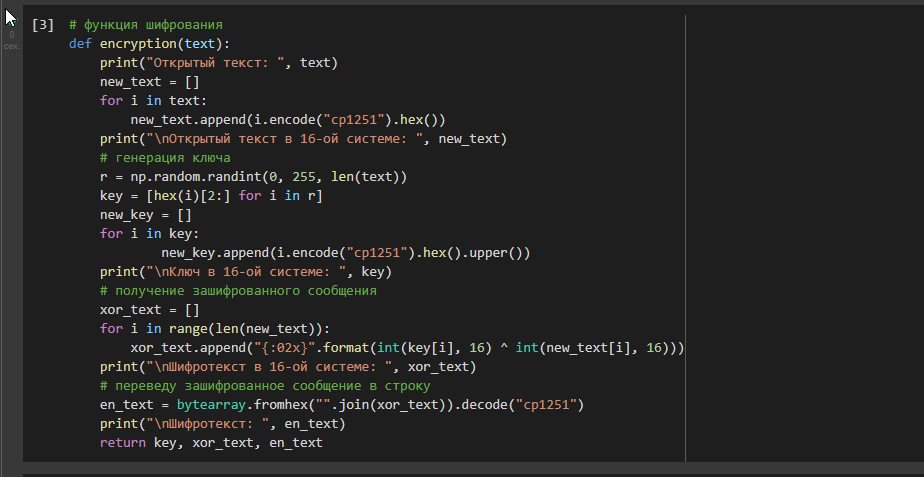 [3] # функция шифрования
0
сек.
def encryption(text):
    print("Открытый текст: ", text)
    new_text = []
    for i in text:
        new_text.append(i.encode("cp1251").hex())
    print("\nОткрытый текст в 16-ой системе: ", new_text)
    # генерация ключа
    r = np.random.randint(0, 255, len(text))
    key = [hex(i)[2:] for i in r]
    new_key = []
    for i in key:
            new_key.append(i.encode("cp1251").hex().upper())
    print("\nКлюч в 16-ой системе: ", key)
    # получение зашифрованного сообщения
    xor_text = []
    for i in range(len(new_text)):
        xor_text.append("{:02x}".format(int(key[i], 16) ^ int(new_text[i], 16)))
    print("\nШифротекст в 16-ой системе: ", xor_text)
    # переведу зашифрованное сообщение в строку
    en_text = bytearray.fromhex("".join(xor_text)).decode("cp1251")
    print("\nШифротекст: ", en_text)
    return key, xor_text, en_text